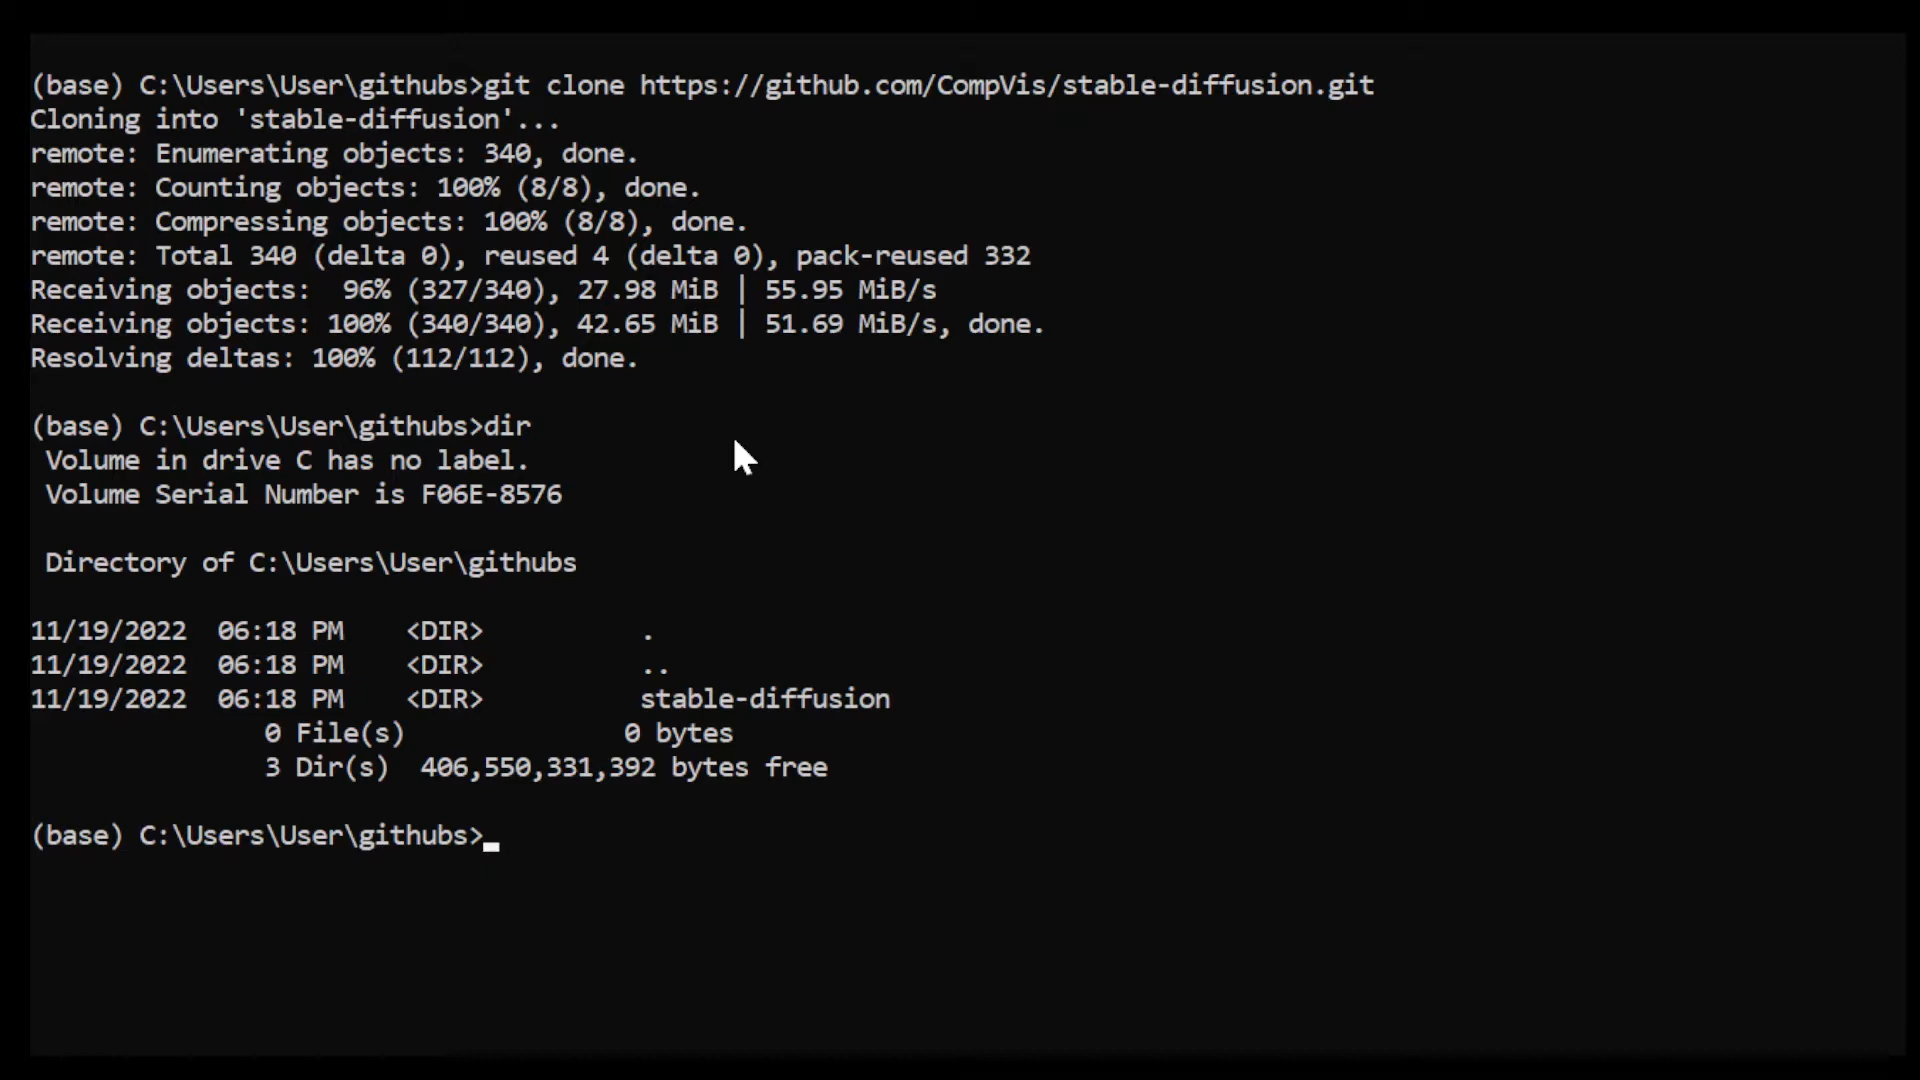 (base) C:\Users\User\githubs>git clone https://github.com/CompVis/stable-diffusion.git
Cloning into 'stable-diffusion'...
remote: Enumerating objects: 340, done.
remote: Counting objects: 100% (8/8), done.
remote: Compressing objects: 100% (8/8), done.
remote: Total 340 (delta 0), reused 4 (delta 0), pack-reused 332
Receiving objects:  96% (327/340), 27.98 MiB | 55.95 MiB/s
Receiving objects: 100% (340/340), 42.65 MiB | 51.69 MiB/s, done.
Resolving deltas: 100% (112/112), done.
(base) C:\Users\User\githubs>dir
 Volume in drive C has no label.
 Volume Serial Number is F06E-8576
 Directory of C:\Users\User\githubs
11/19/2022  06:18 PM    <DIR>          .
11/19/2022  06:18 PM    <DIR>          ..
11/19/2022  06:18 PM    <DIR>          stable-diffusion
               0 File(s)              0 bytes
               3 Dir(s)  406,550,331,392 bytes free
(base) C:\Users\User\githubs>